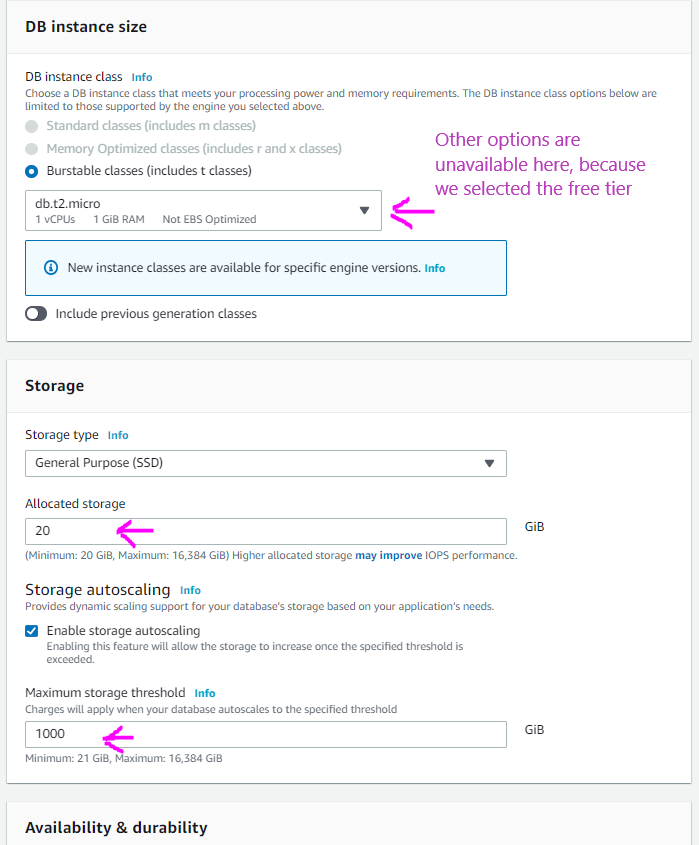 DB instance size
DB instance class Info
Choose a DB instance class that meets your processing power and memory requirements. The DB instance class options below are
limited to those supported by the engine you selected above.
Standard classes (includes m classes)
Memory Optimized classes (includes r and x classes)
Burstable classes (includes t classes)
Other options are
unavailable here, because
we selected the free tier
db.t2.micro
1 vCPUs 1 GiB RAM Not EBS Optimized
New instance classes are available for specific engine versions. Info
Include previous generation classes
Storage
Storage type Info
General Purpose (SSD)
Allocated storage
20 GiB
(Minimum: 20 GiB, Maximum: 16,384 GiB) Higher allocated storage may improve IOPS performance.
Storage autoscaling Info
Provides dynamic scaling support for your database's storage based on your application's needs.
Enable storage autoscaling
Enabling this feature will allow the storage to increase once the specified threshold is
exceeded.
Maximum storage threshold Info
Charges will apply when your database autoscales to the specified threshold
1000 GiB
Minimum: 21 GiB, Maximum: 16,384 GiB
Availability & durability